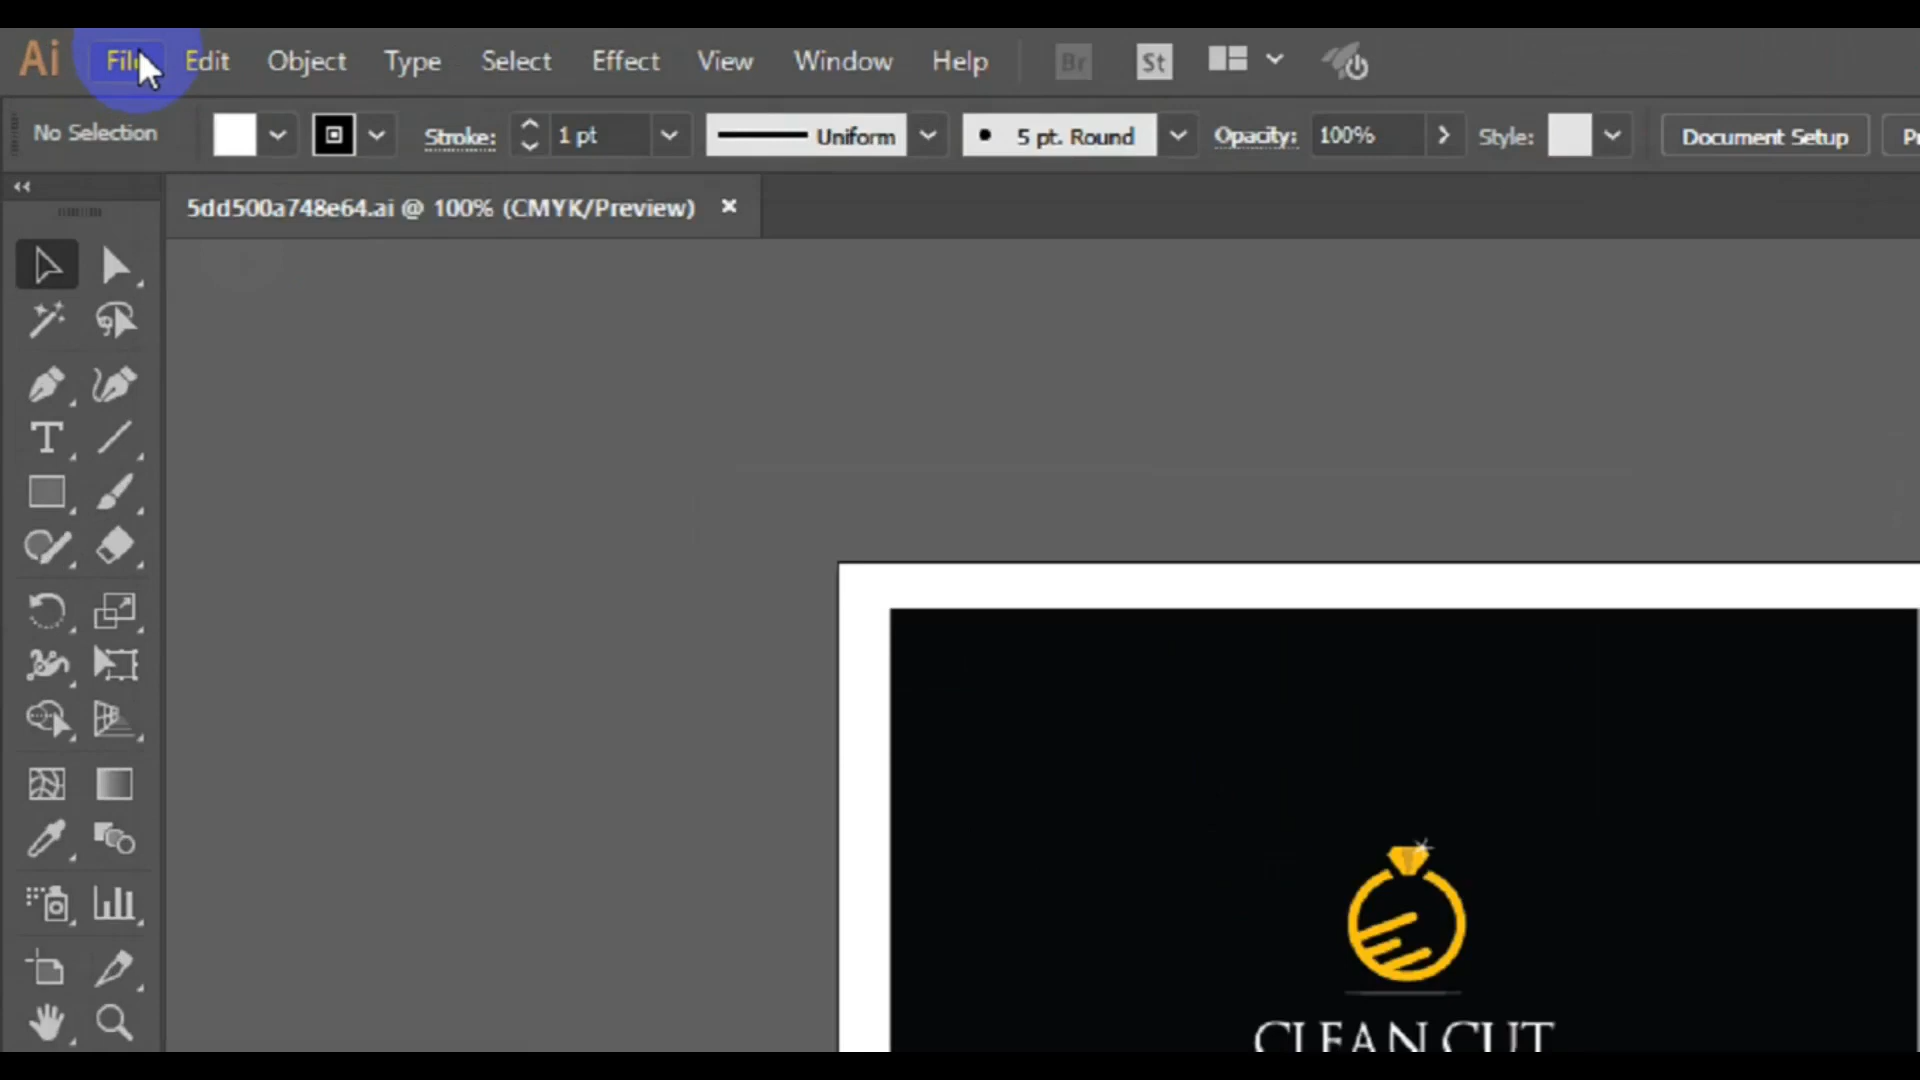 Ai File Edit Object Type Select Effect View Window Help Br St
No Selection Stroke: 1 pt Uniform 5 pt. Round Opacity: 100% Style: Document Setup
5dd500a748e64.ai @ 100% (CMYK/Preview) ×
CLEAN CUT